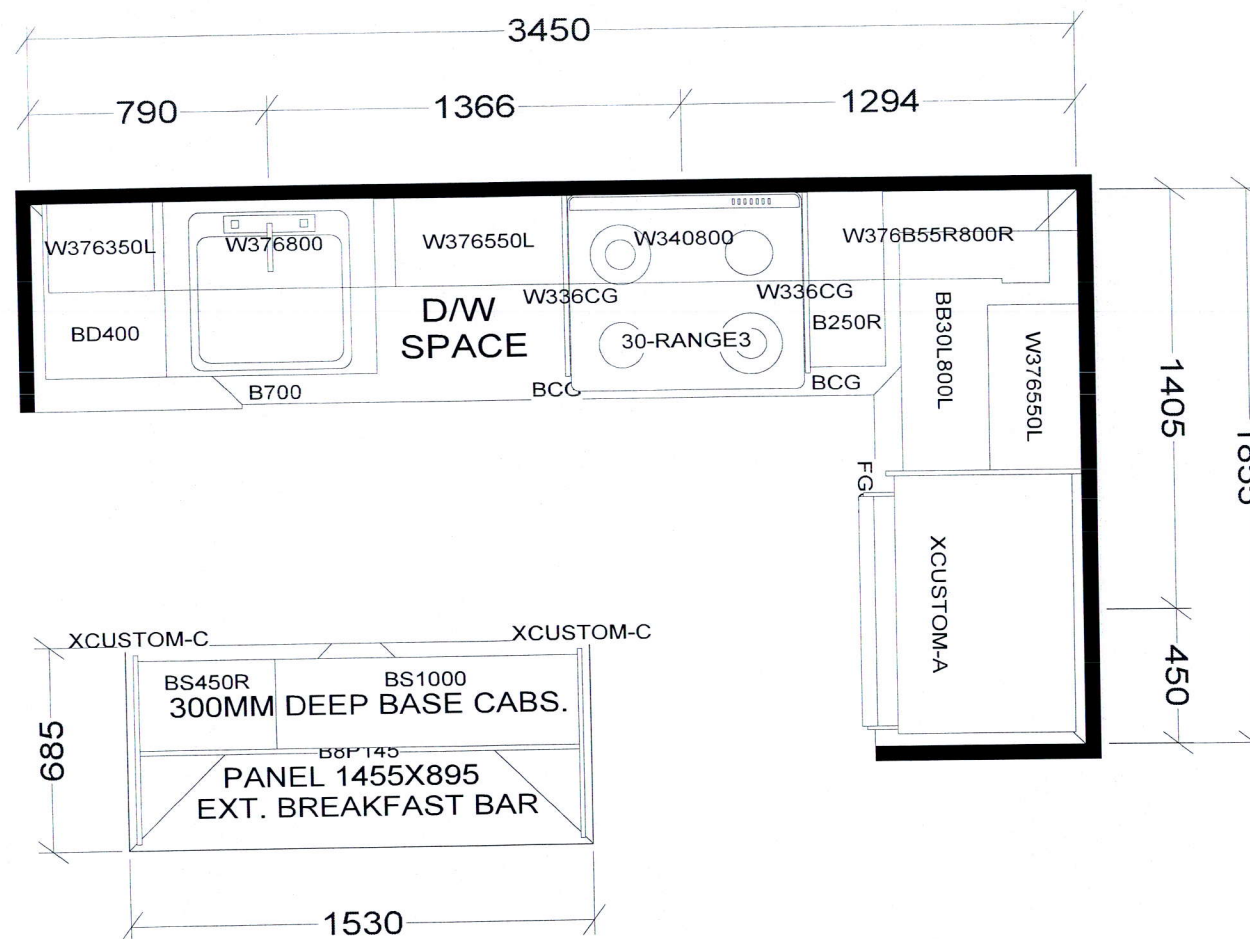 3450
790
1366
1294
W376350L
W376800
W376550L
W340800
W376B55R800R
W336CG
W336CG
BD400
D/W
SPACE
30-RANGE3
B250R
BB30L800L
W376550L
B700
BCG
BCG
1405
FG
XCUSTOM-A
450
XCUSTOM-C
XCUSTOM-C
BS450R
BS1000
300MM DEEP BASE CABS.
685
PANEL 1455X895
EXT. BREAKFAST BAR
1530